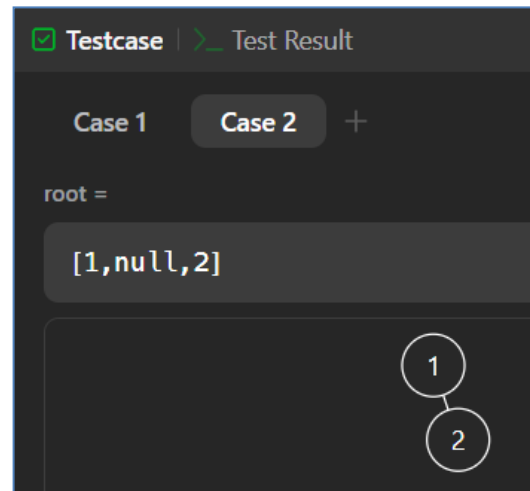 Testcase | >_ Test Result
Case 1 Case 2 +
root =
[1,null,2]
1
2